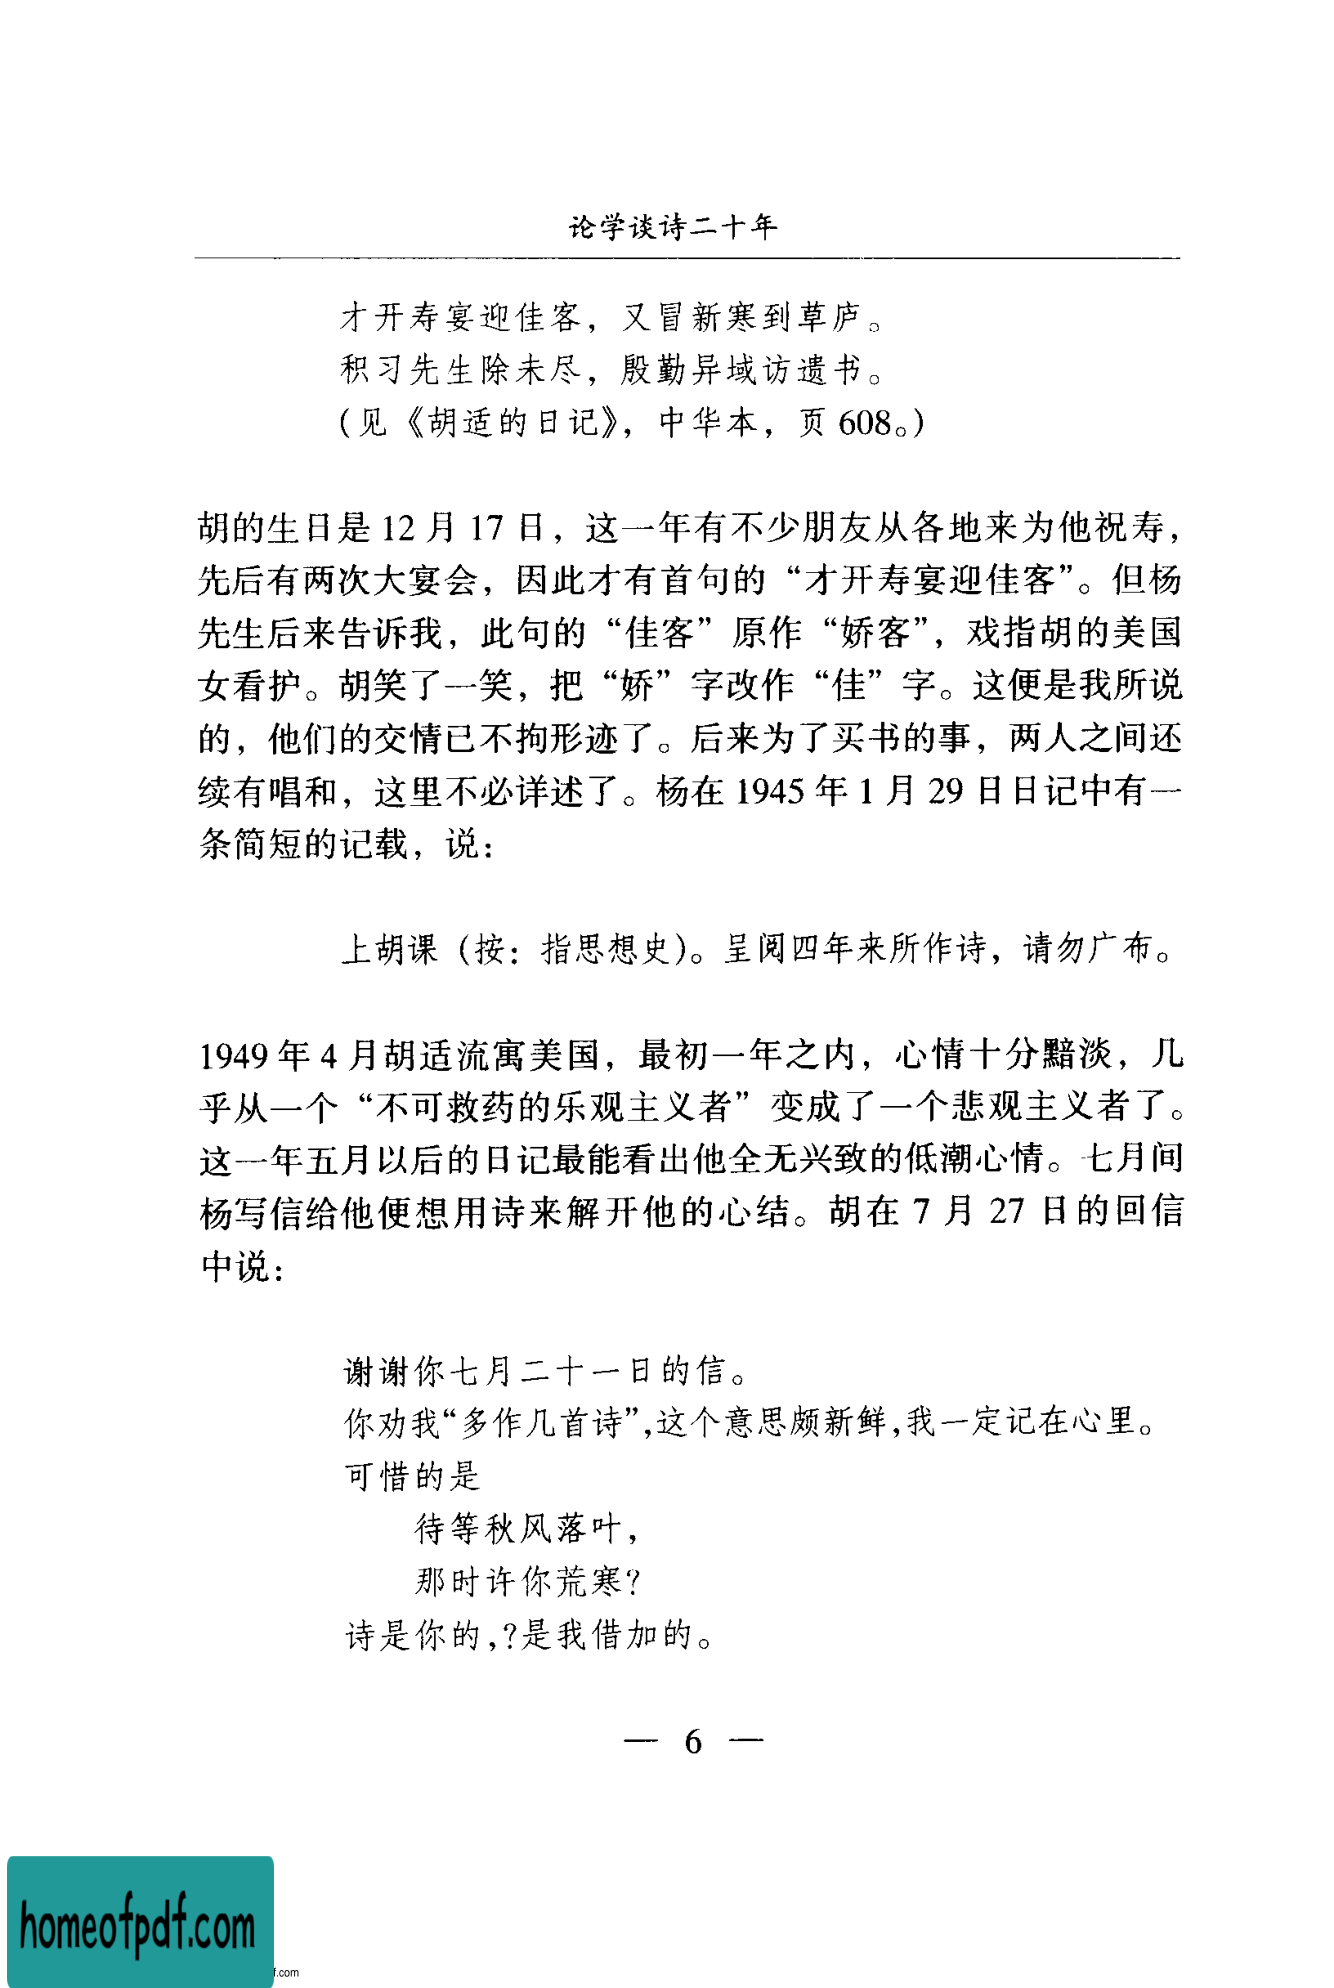 论学谈诗二十年
才开寿宴迎佳客，又冒新寒到草庐。
积习先生除未尽，殷勤异域访遗书。
(见《胡适的日记》，中华本，页608。)
胡的生日是12月17日，这一年有不少朋友从各地来为他祝寿，
先后有两次大宴会，因此才有首句的“才开寿宴迎佳客”。但杨
先生后来告诉我，此句的“佳客”原作“娇客”，戏指胡的美国
女看护。胡笑了一笑，把“娇”字改作“佳”字。这便是我所说
的，他们的交情已不拘形迹了。后来为了买书的事，两人之间还
续有唱和，这里不必详述了。杨在1945年1月29日日记中有一
条简短的记载，说：
上胡课（按：指思想史）。呈阅四年来所作诗，请勿广布。
1949年4月胡适流寓美国，最初一年之内，心情十分黯淡，几
乎从一个“不可救药的乐观主义者”变成了一个悲观主义者了。
这一年五月以后的日记最能看出他全无兴致的低潮心情。七月间
杨写信给他便想用诗来解开他的心结。胡在7月27日的回信
中说：
谢谢你七月二十一日的信。
你劝我“多作几首诗”,这个意思颇新鲜,我一定记在心里。
可惜的是
待等秋风落叶，
那时许你荒寒?
诗是你的,?是我借加的。
— 6 —
homeofpdf.com
f.com